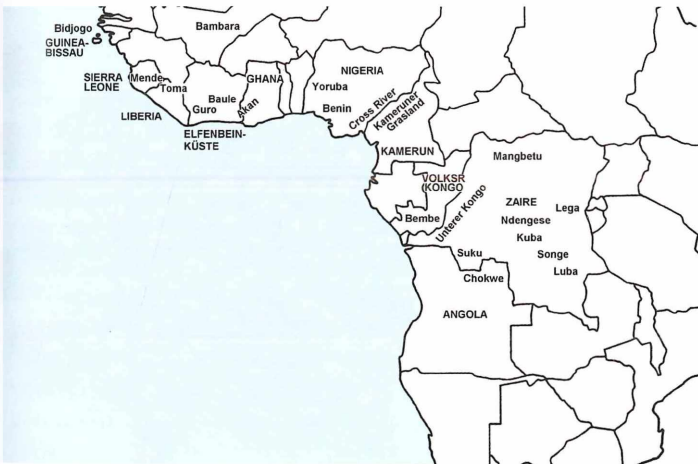 Bidjogo
GUINEA-
BISSAU
Bambara
SIERRA
LEONE
Mende
Toma
LIBERIA
Guro
Baule
Akan
GHANA
ELFENBEIN-
KÜSTE
NIGERIA
Yoruba
Benin
Cross River
Kameruner
Grasland
KAMERUN
VOLKSR
(KONGO
Bembe
Unterer Kongo
Mangbetu
ZAIRE
Lega
Ndengese
Kuba
Songe
Luba
Suku
Chokwe
ANGOLA